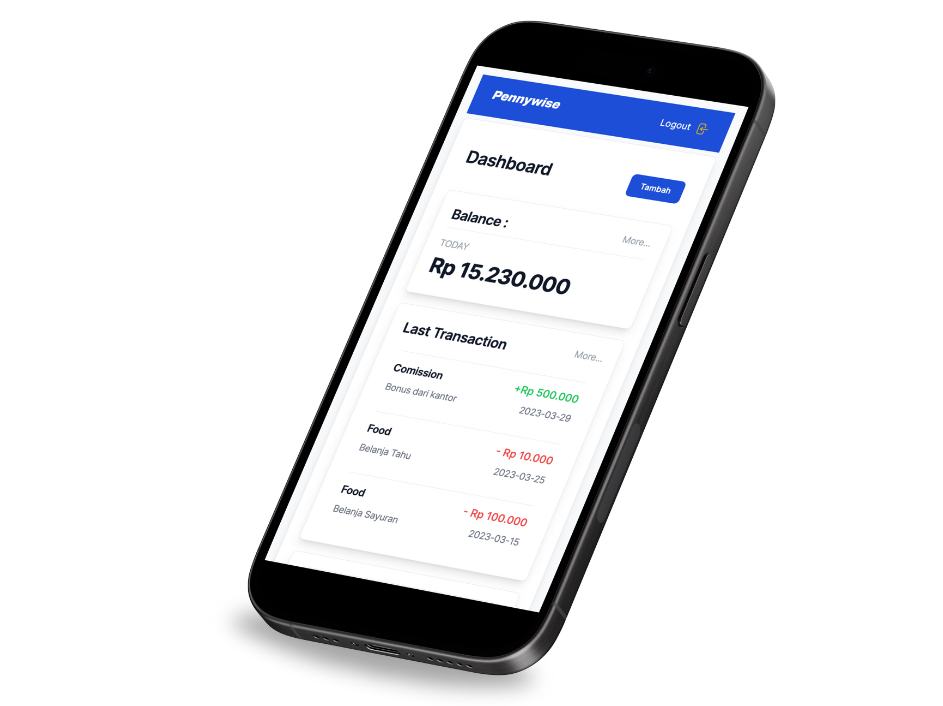 Pennywise
Logout
Dashboard
Tambah
Balance :
More...
TODAY
Rp 15.230.000
Last Transaction
More...
Comission
+Rp 500.000
Bonus dari kantor
2023-03-29
Food
- Rp 10.000
Belanja Tahu
2023-03-25
Food
- Rp 100.000
Belanja Sayuran
2023-03-15